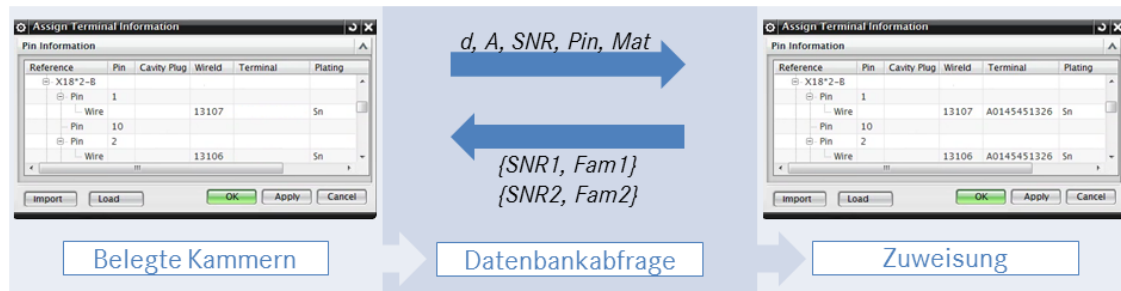 Assign Terminal Information
Pin Information
Reference Pin Cavity Plug WireId Terminal Plating
X18*2-B
Pin 1
Wire 13107 Sn
Pin 10
Pin 2
Wire 13106 Sn
Import Load OK Apply Cancel
Belegte Kammern
d, A, SNR, Pin, Mat
{SNR1, Fam1}
{SNR2, Fam2}
Datenbankabfrage
Assign Terminal Information
Pin Information
Reference Pin Cavity Plug WireId Terminal Plating
X18*2-B
Pin 1
Wire 13107 A0145451326 Sn
Pin 10
Pin 2
Wire 13106 A0145451326 Sn
Import Load OK Apply Cancel
Zuweisung